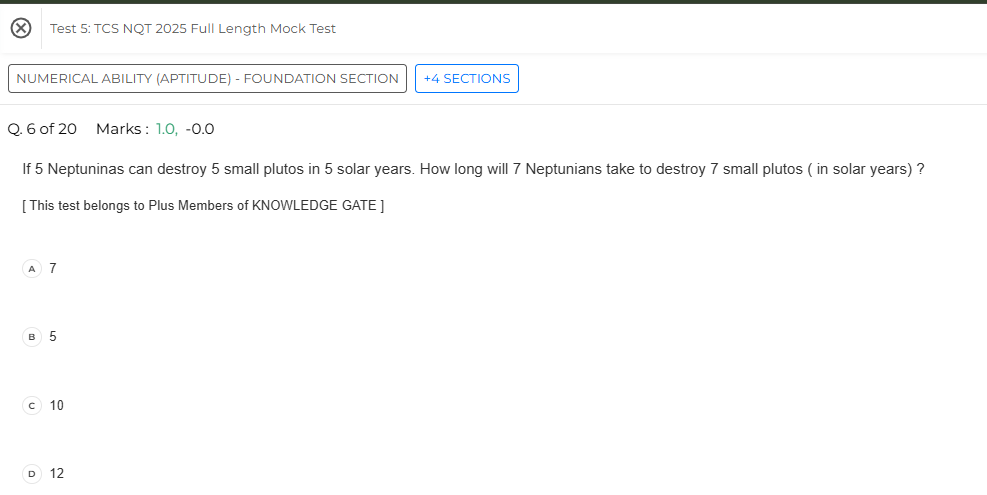 Test 5: TCS NQT 2025 Full Length Mock Test
NUMERICAL ABILITY (APTITUDE) - FOUNDATION SECTION
+4 SECTIONS
Q. 6 of 20 Marks : 1.0, -0.0
If 5 Neptuninas can destroy 5 small plutos in 5 solar years. How long will 7 Neptunians take to destroy 7 small plutos ( in solar years) ?
[ This test belongs to Plus Members of KNOWLEDGE GATE ]
A 7
B 5
C 10
D 12